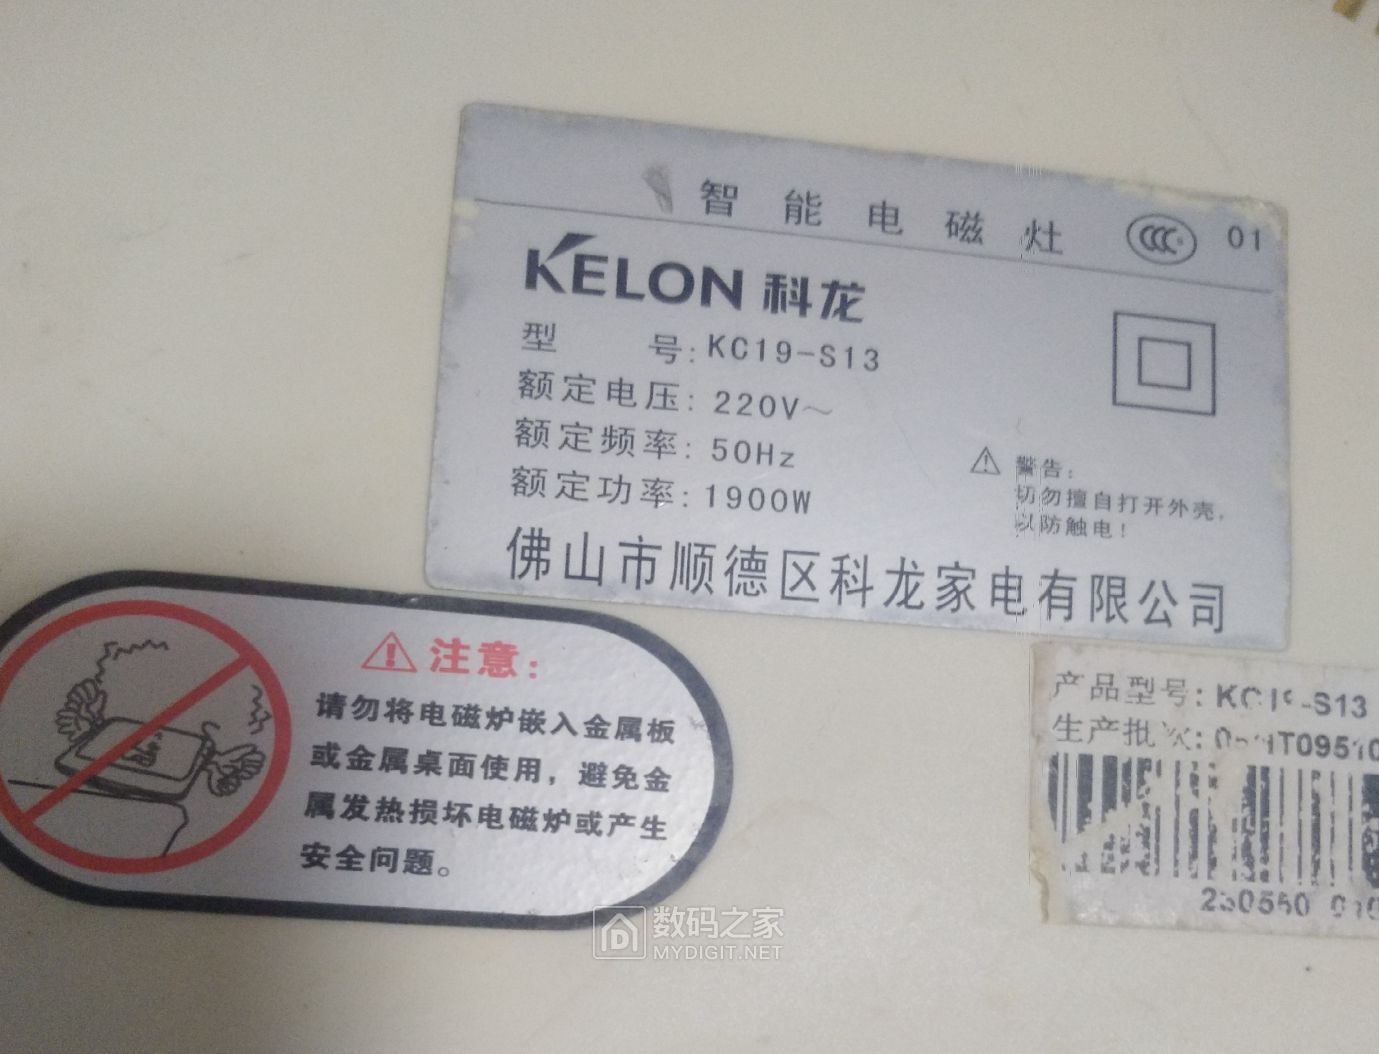 智能电磁灶 CCC 01
KELON 科龙
型 号: KC19-S13
额定电压: 220V～
额定频率: 50Hz
额定功率: 1900W
⚠ 警告:
切勿擅自打开外壳,
以防触电!
佛山市顺德区科龙家电有限公司
⚠ 注意:
请勿将电磁炉嵌入金属板
或金属桌面使用，避免金
属发热损坏电磁炉或产生
安全问题。
产品型号: KC19-S13
生产批次:
数码之家
MYDIGIT.NET